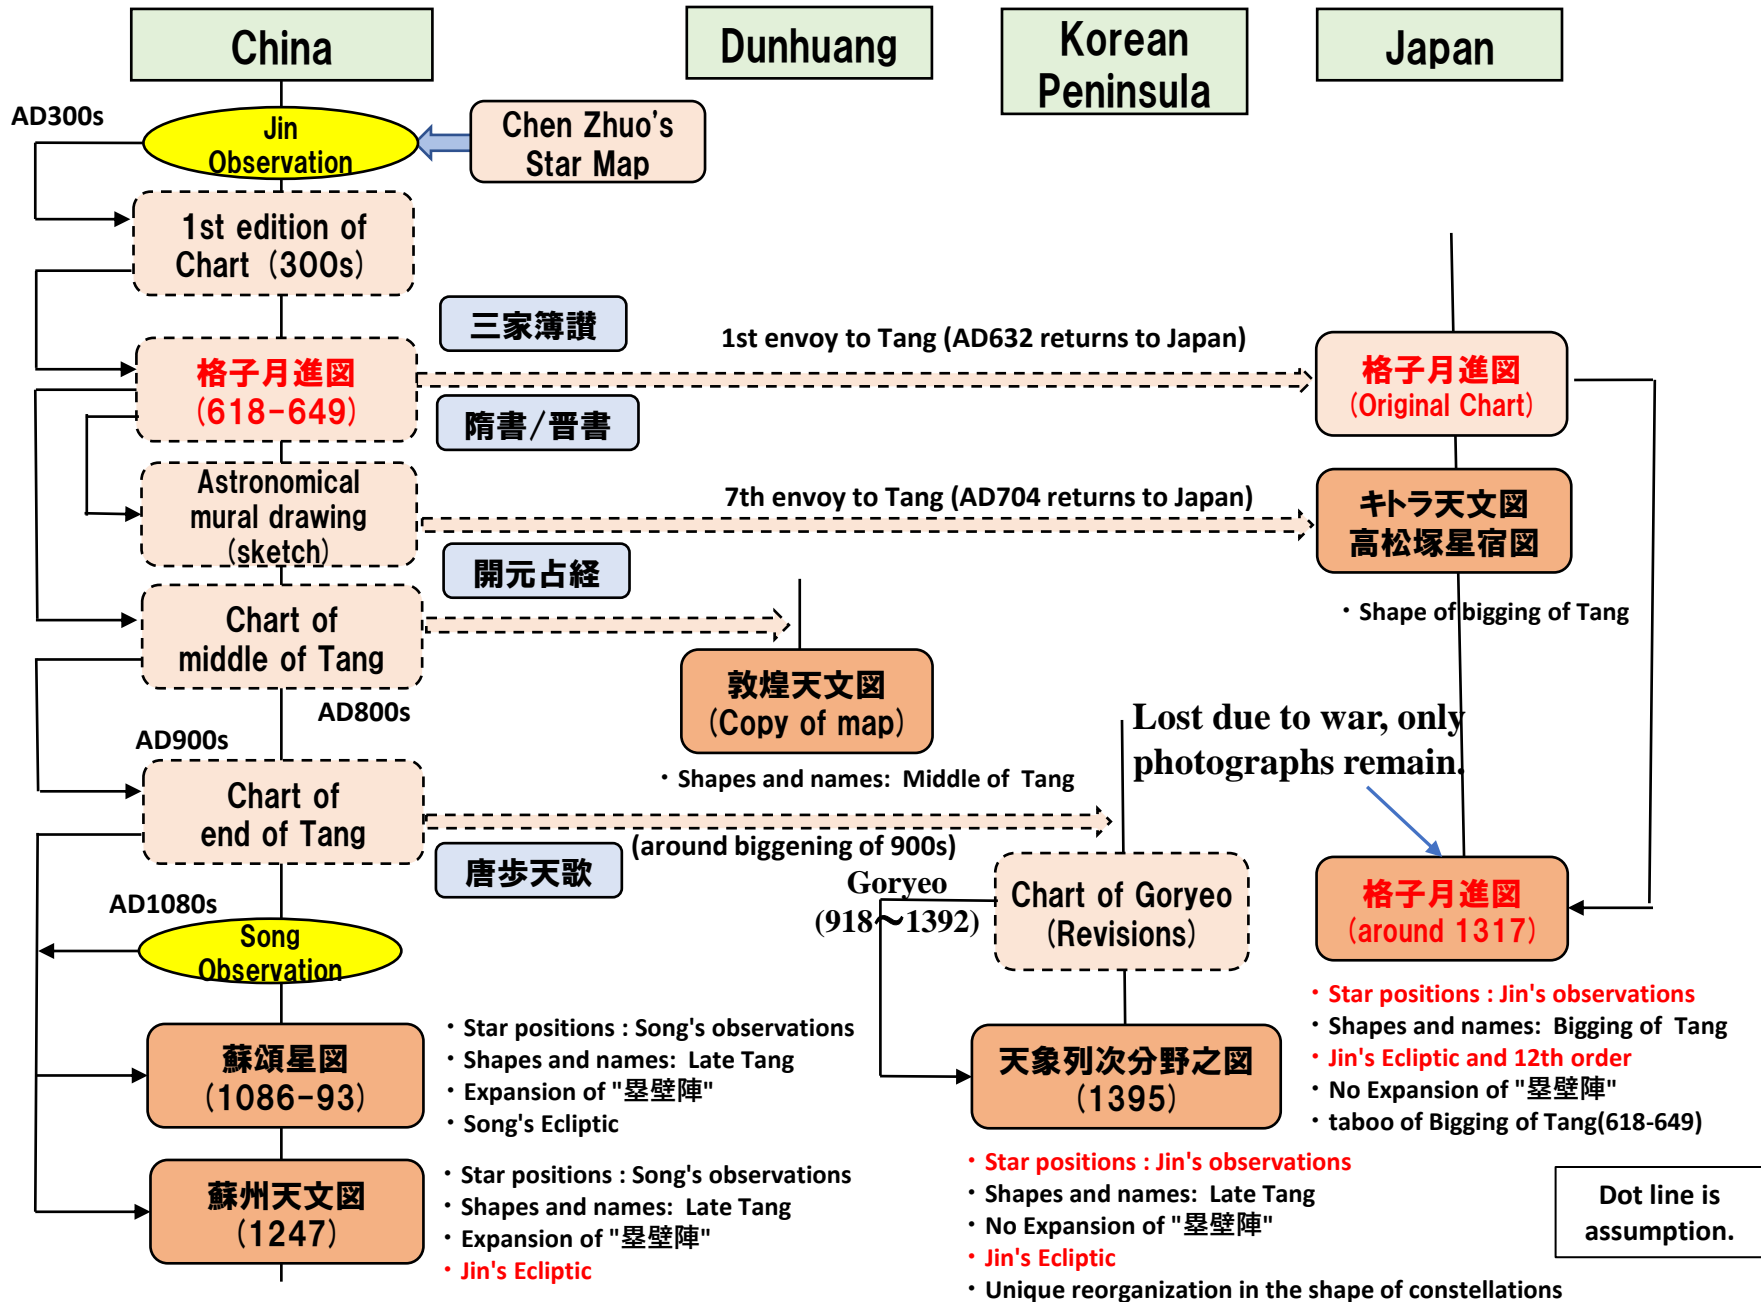 China
Dunhuang
Korean
Peninsula
Japan
AD300s
Jin
Observation
Chen Zhuo's
Star Map
1st edition of
Chart (300s)
三家簿讃
1st envoy to Tang (AD632 returns to Japan)
格子月進図
(618-649)
格子月進図
(Original Chart)
隋書/晋書
Astronomical
mural drawing
(sketch)
7th envoy to Tang (AD704 returns to Japan)
キトラ天文図
高松塚星宿図
開元占経
・Shape of bigging of Tang
Chart of
middle of Tang
敦煌天文図
(Copy of map)
AD800s
AD900s
Lost due to war, only
photographs remain.
・Shapes and names: Middle of Tang
Chart of
end of Tang
(around biggening of 900s)
唐歩天歌
Goryeo
(918～1392)
Chart of Goryeo
(Revisions)
格子月進図
(around 1317)
AD1080s
Song
Observation
・Star positions : Jin's observations
・Shapes and names: Bigging of Tang
・Jin's Ecliptic and 12th order
・No Expansion of "塁壁陣"
・taboo of Bigging of Tang(618-649)
蘇頌星図
(1086-93)
・Star positions : Song's observations
・Shapes and names: Late Tang
・Expansion of "塁壁陣"
・Song's Ecliptic
天象列次分野之図
(1395)
蘇州天文図
(1247)
・Star positions : Song's observations
・Shapes and names: Late Tang
・Expansion of "塁壁陣"
・Jin's Ecliptic
・Star positions : Jin's observations
・Shapes and names: Late Tang
・No Expansion of "塁壁陣"
・Jin's Ecliptic
・Unique reorganization in the shape of constellations
Dot line is
assumption.